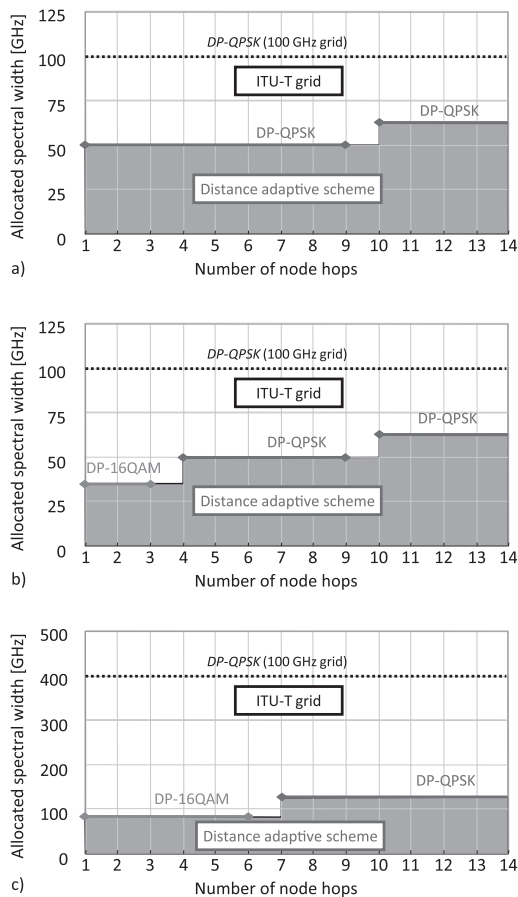 Allocated spectral width [GHz]
125
100
75
50
25
0
DP-QPSK (100 GHz grid)
ITU-T grid
DP-QPSK
DP-QPSK
Distance adaptive scheme
1 2 3 4 5 6 7 8 9 10 11 12 13 14
a)
Number of node hops
Allocated spectral width [GHz]
125
100
75
50
25
0
DP-QPSK (100 GHz grid)
ITU-T grid
DP-QPSK
DP-QPSK
DP-16QAM
Distance adaptive scheme
1 2 3 4 5 6 7 8 9 10 11 12 13 14
b)
Number of node hops
Allocated spectral width [GHz]
500
400
300
200
100
0
DP-QPSK (100 GHz grid)
ITU-T grid
DP-QPSK
DP-16QAM
Distance adaptive scheme
1 2 3 4 5 6 7 8 9 10 11 12 13 14
c)
Number of node hops